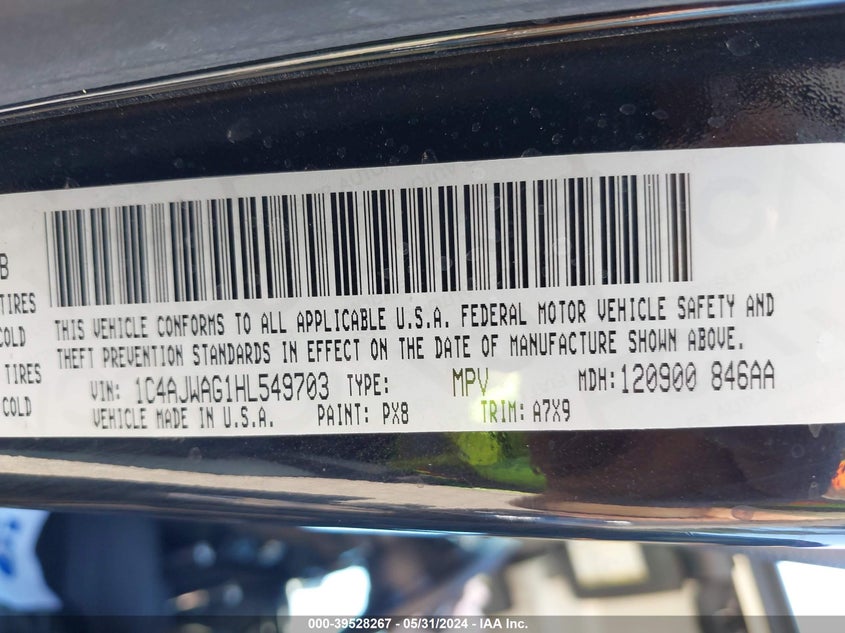 B
TIRES
COLD
TIRES
COLD
THIS VEHICLE CONFORMS TO ALL APPLICABLE U.S.A. FEDERAL MOTOR VEHICLE SAFETY AND
THEFT PREVENTION STANDARDS IN EFFECT ON THE DATE OF MANUFACTURE SHOWN ABOVE.
VIN: 1C4AJWAG1HL549703 TYPE: MPV MDH:120900 846AA
VEHICLE MADE IN U.S.A. PAINT: PX8 TRIM: A7X9
000-39528267 - 05/31/2024 - IAA Inc.